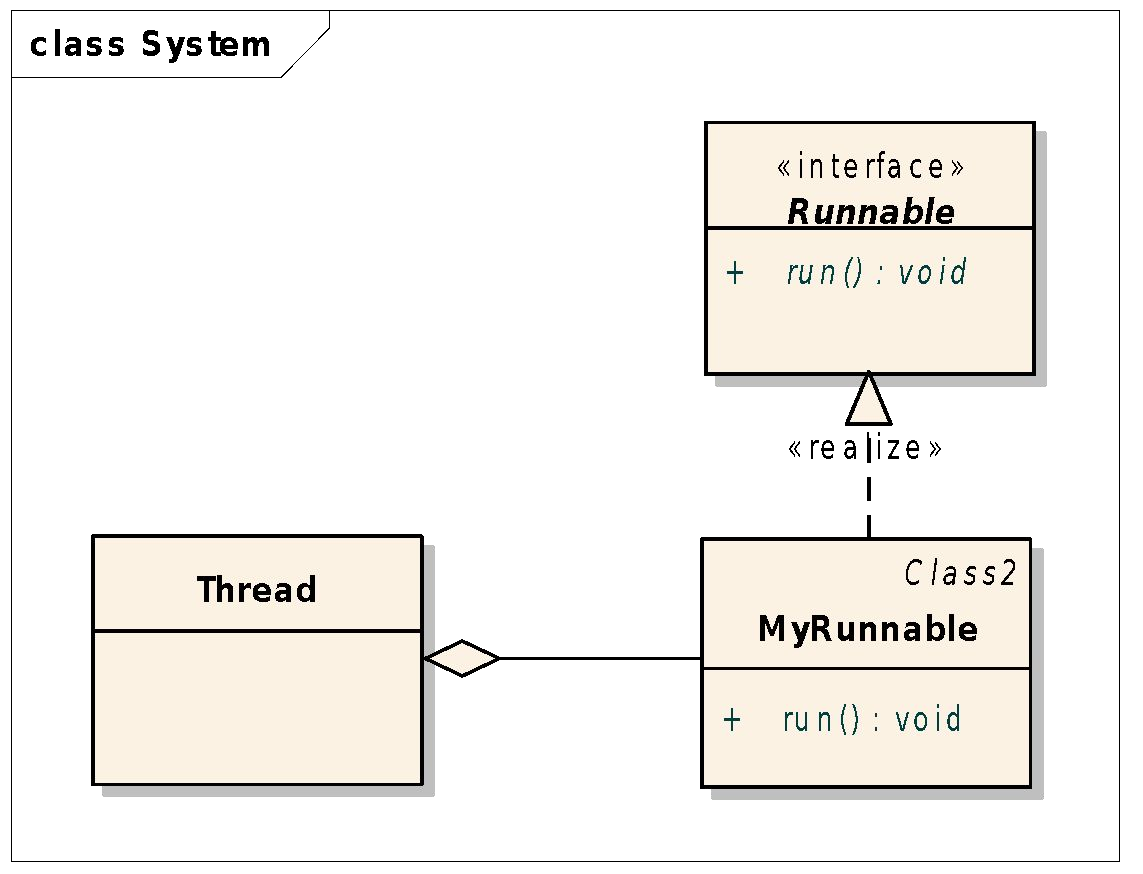 class System
«interface»
Runnable
+ run() : void
«realize»
Thread
Class2
MyRunnable
+ run() : void